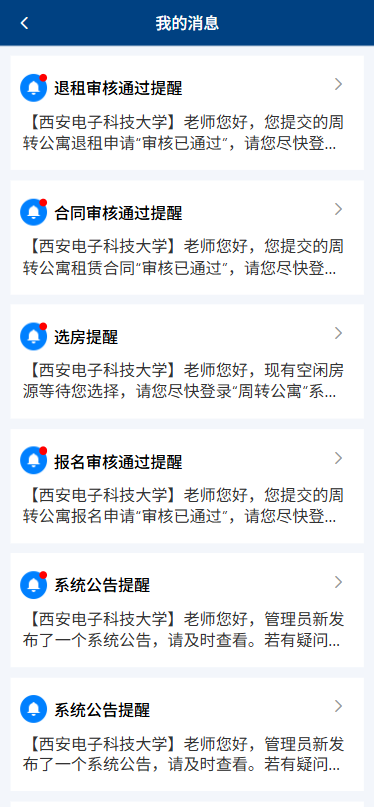 我的消息
退租审核通过提醒
【西安电子科技大学】老师您好，您提交的周
转公寓退租申请“审核已通过”，请您尽快登...
合同审核通过提醒
【西安电子科技大学】老师您好，您提交的周
转公寓租赁合同“审核已通过”，请您尽快登...
选房提醒
【西安电子科技大学】老师您好，现有空闲房
源等待您选择，请您尽快登录“周转公寓”系...
报名审核通过提醒
【西安电子科技大学】老师您好，您提交的周
转公寓报名申请“审核已通过”，请您尽快登...
系统公告提醒
【西安电子科技大学】老师您好，管理员新发
布了一个系统公告，请及时查看。若有疑问...
系统公告提醒
【西安电子科技大学】老师您好，管理员新发
布了一个系统公告，请及时查看。若有疑问...